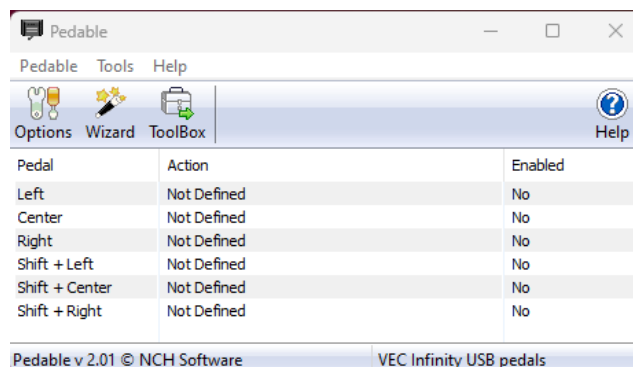 Pedable
Pedable Tools Help
Options Wizard ToolBox Help
Pedal Action Enabled
Left Not Defined No
Center Not Defined No
Right Not Defined No
Shift + Left Not Defined No
Shift + Center Not Defined No
Shift + Right Not Defined No
Pedable v 2.01 © NCH Software VEC Infinity USB pedals